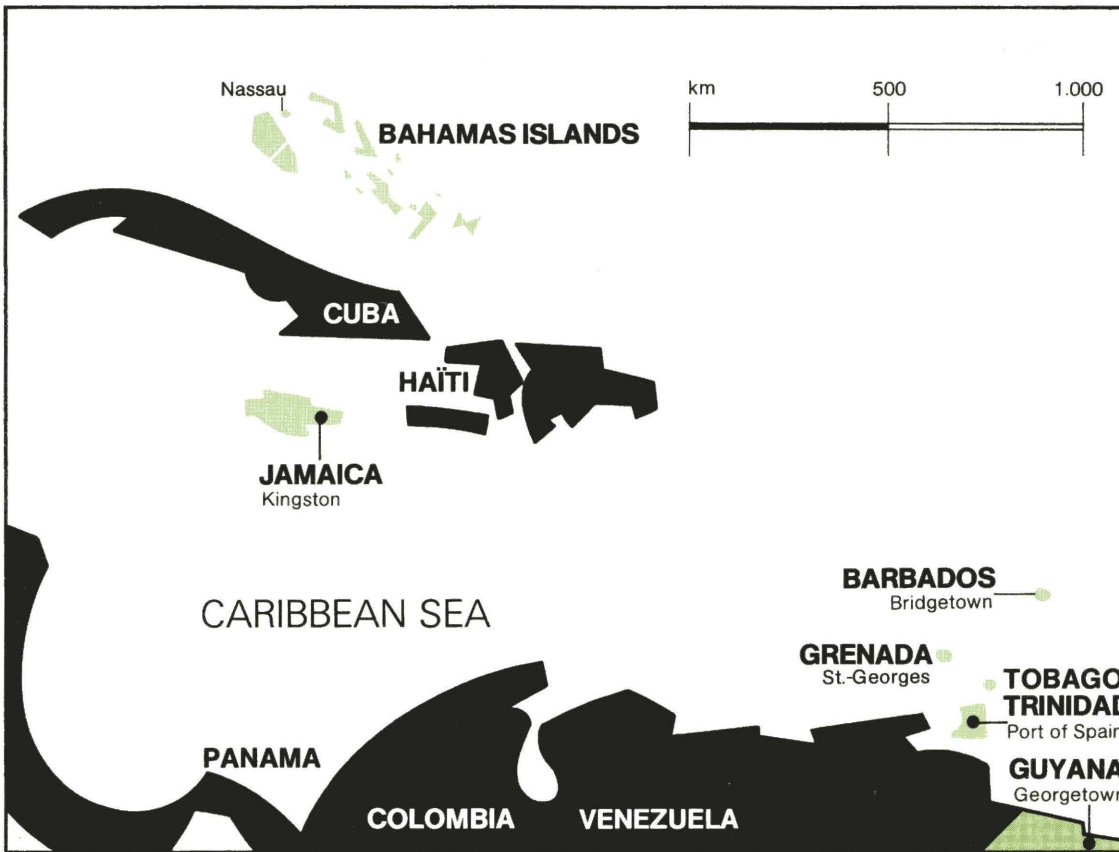 Nassau
km 500 1.000
BAHAMAS ISLANDS
CUBA
HAÏTI
JAMAICA
Kingston
BARBADOS
Bridgetown
CARIBBEAN SEA
GRENADA
St.-Georges
TOBAGO
TRINIDAD
Port of Spain
PANAMA
GUYANA
Georgetown
COLOMBIA
VENEZUELA